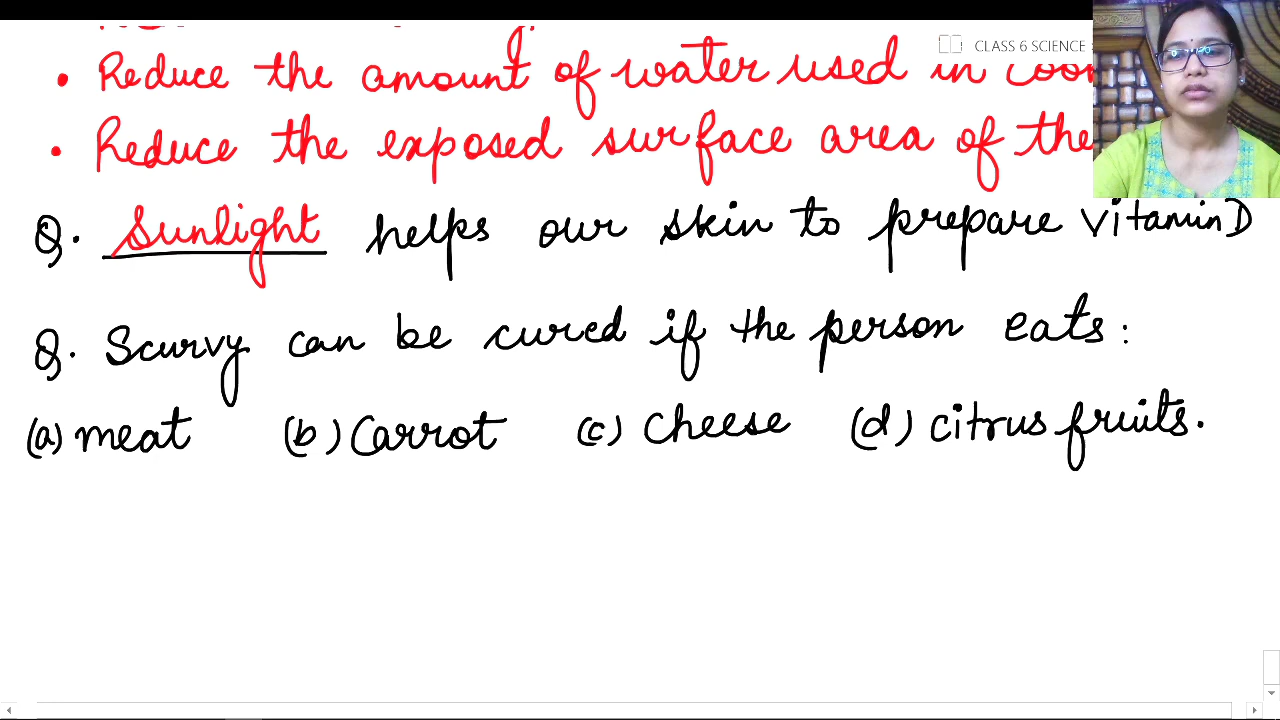 CLASS 6 SCIENCE
• Reduce the amount of water used in
• Reduce the exposed surface area of the
Q. Sunlight helps our skin to prepare vitamin D
Q. Scurvy can be cured if the person eats:
(a) meat (b) Carrot (c) Cheese (d) citrus fruits.